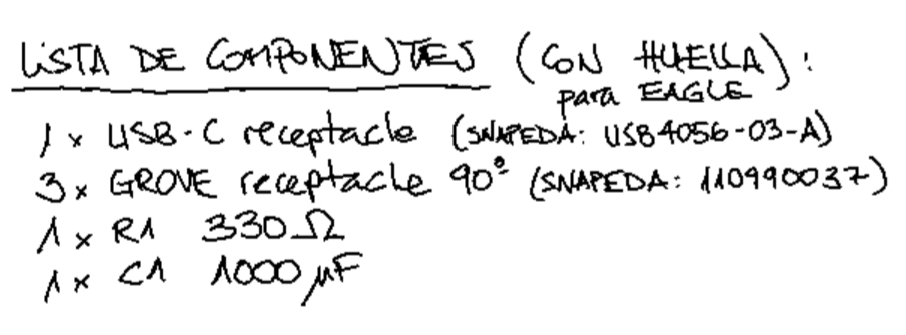 LISTA DE COMPONENTES (CON HUELLA):
para EAGLE
1 x USB-C receptacle (SNAPEDA: USB4056-03-A)
3 x GROVE receptacle 90° (SNAPEDA: 110990037)
1 x R1 330 Ω
1 x C1 1000 µF